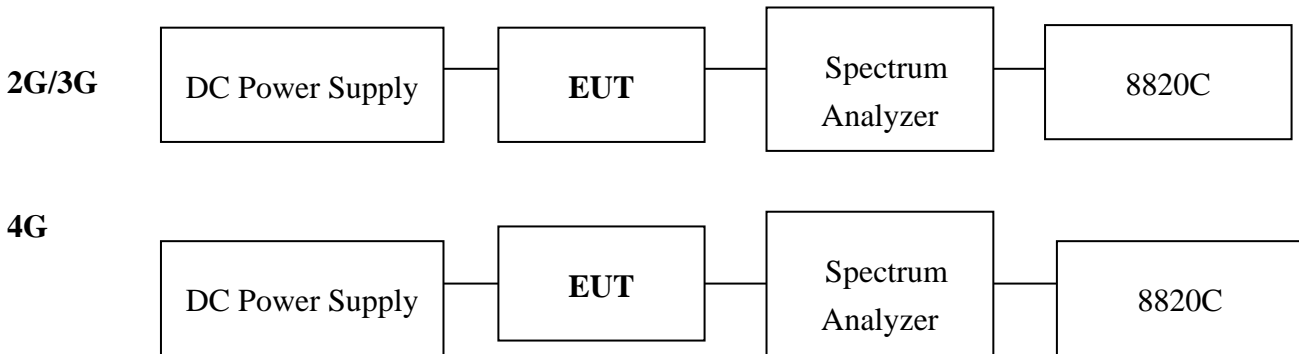 2G/3G
DC Power Supply
EUT
Spectrum
Analyzer
8820C
4G
DC Power Supply
EUT
Spectrum
Analyzer
8820C